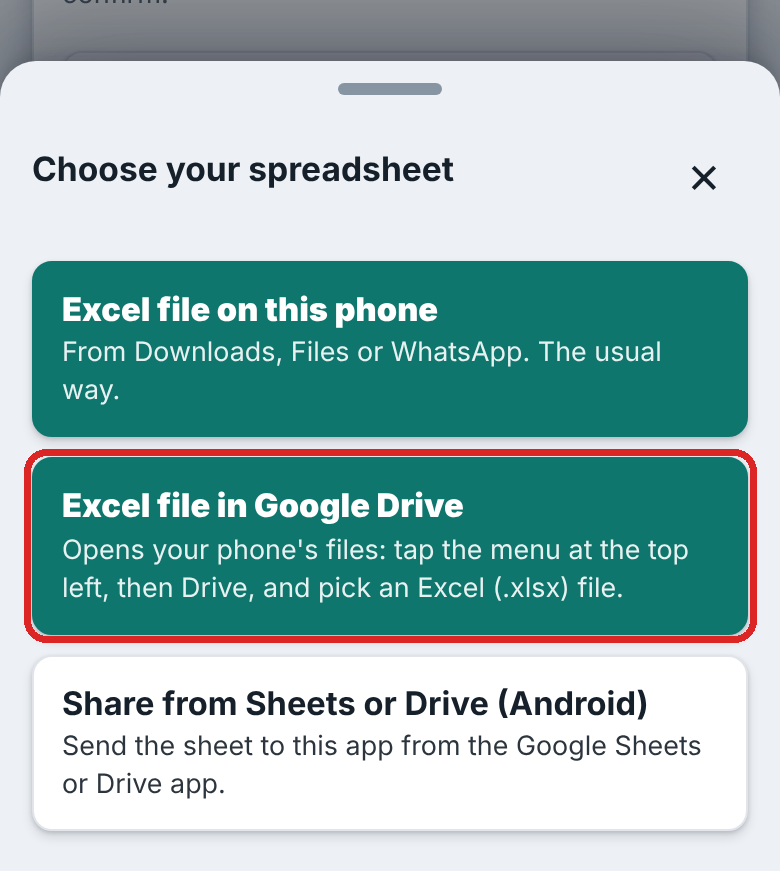 Choose your spreadsheet
Excel file on this phone
From Downloads, Files or WhatsApp. The usual
way.
Excel file in Google Drive
Opens your phone's files: tap the menu at the top
left, then Drive, and pick an Excel (.xlsx) file.
Share from Sheets or Drive (Android)
Send the sheet to this app from the Google Sheets
or Drive app.